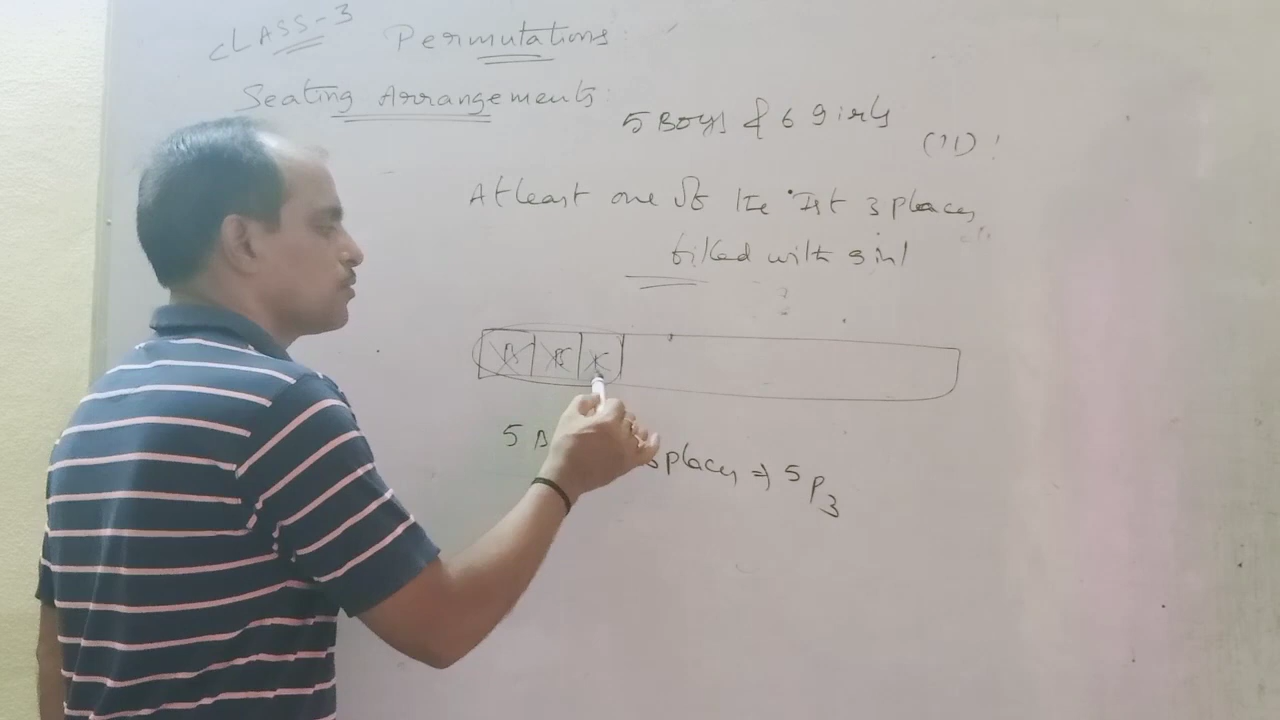 CLASS-3 Permutations:
Seating Arrangements:
5 Boys & 6 girls
(11)!
Atleast one of the Ist 3 places
filled with girl
B B
5 places ⇒ 5P3